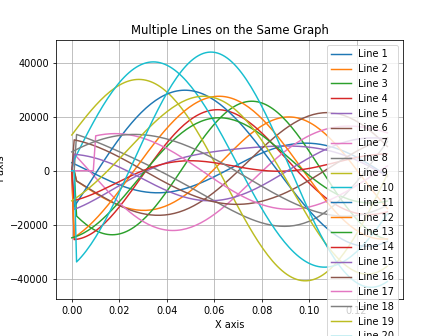 Multiple Lines on the Same Graph
40000
20000
0
−20000
−40000
0.00
0.02
0.04
0.06
0.08
0.10
X axis
axis
Line 1
Line 2
Line 3
Line 4
Line 5
Line 6
Line 7
Line 8
Line 9
Line 10
Line 11
Line 12
Line 13
Line 14
Line 15
Line 16
Line 17
Line 18
Line 19
Line 20